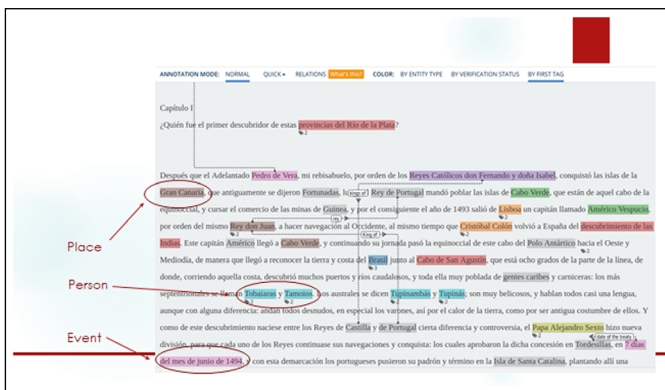 ANNOTATION MODE: NORMAL QUICK RELATIONS What's this? COLOR: BY ENTITY TYPE BY VERIFICATION STATUS BY FIRST TAG
Capítulo I
¿Quién fue el primer descubridor de estas provincias del Río de la Plata?
2
Después que el Adelantado Pedro de Vera, mi rebisabuelo, por orden de los Reyes Católicos don Fernando y doña Isabel, conquistó las islas de la
Gran Canaria, que antiguamente se dijeron Fortunadas, Rey de Portugal mandó poblar las islas de Cabo Verde, que están de aquel cabo de la
equinoccial, y cursar el comercio de las minas de Guinea, y por el consiguiente el año de 1493 salió de Lisboa un capitán llamado Américo Vespucio,
por orden del mismo Rey don Juan, a hacer navegación al Occidente, al mismo tiempo que Cristóbal Colón volvió a España del descubrimiento de las
Indias. Este capitán Américo llegó a Cabo Verde, y continuando su jornada pasó la equinoccial de este cabo del Polo Antártico hacia el Oeste y
Mediodía, de manera que llegó a reconocer la tierra y costa del Brasil junto al Cabo de San Agustín, que está ocho grados de la parte de la línea, de
donde, corriendo aquella costa, descubrió muchos puertos y ríos caudalosos, y toda ella muy poblada de gentes caribes y carniceras: los más
septentrionales se llaman Tobaiaras y Tamoios. Los australes se dicen Tupinambás y Tupinás; son muy belicosos, y hablan todos casi una lengua,
aunque con alguna diferencia: andan todos desnudos, en especial los varones, así por el calor de la tierra, como por ser antigua costumbre de ellos. Y
como de este descubrimiento naciese entre los Reyes de Castilla y de Portugal cierta diferencia y controversia, el Papa Alejandro Sexto hizo nueva
división, para que cada uno de los Reyes continuase sus navegaciones y conquista: los cuales aprobaron la dicha concesión en Tordesillas, en 7 días
del mes de junio de 1494, y con esta demarcación los portugueses pusieron su padrón y término en la Isla de Santa Catalina, plantando allí una
Place
Person
Event